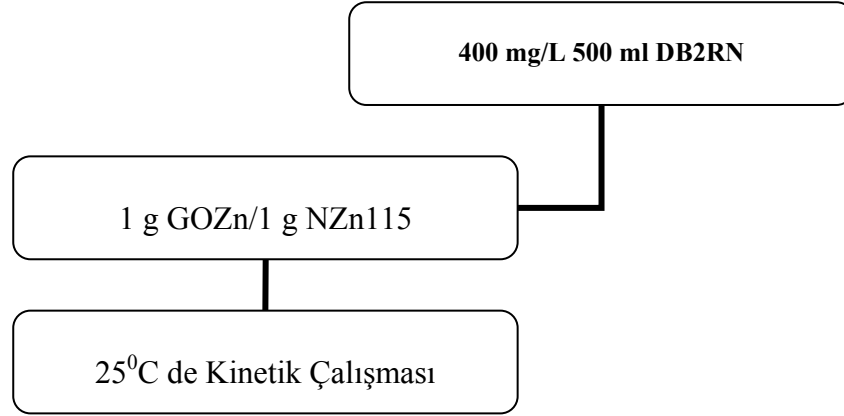 400 mg/L 500 ml DB2RN
1 g GOZn/1 g NZn115
25⁰C de Kinetik Çalışması